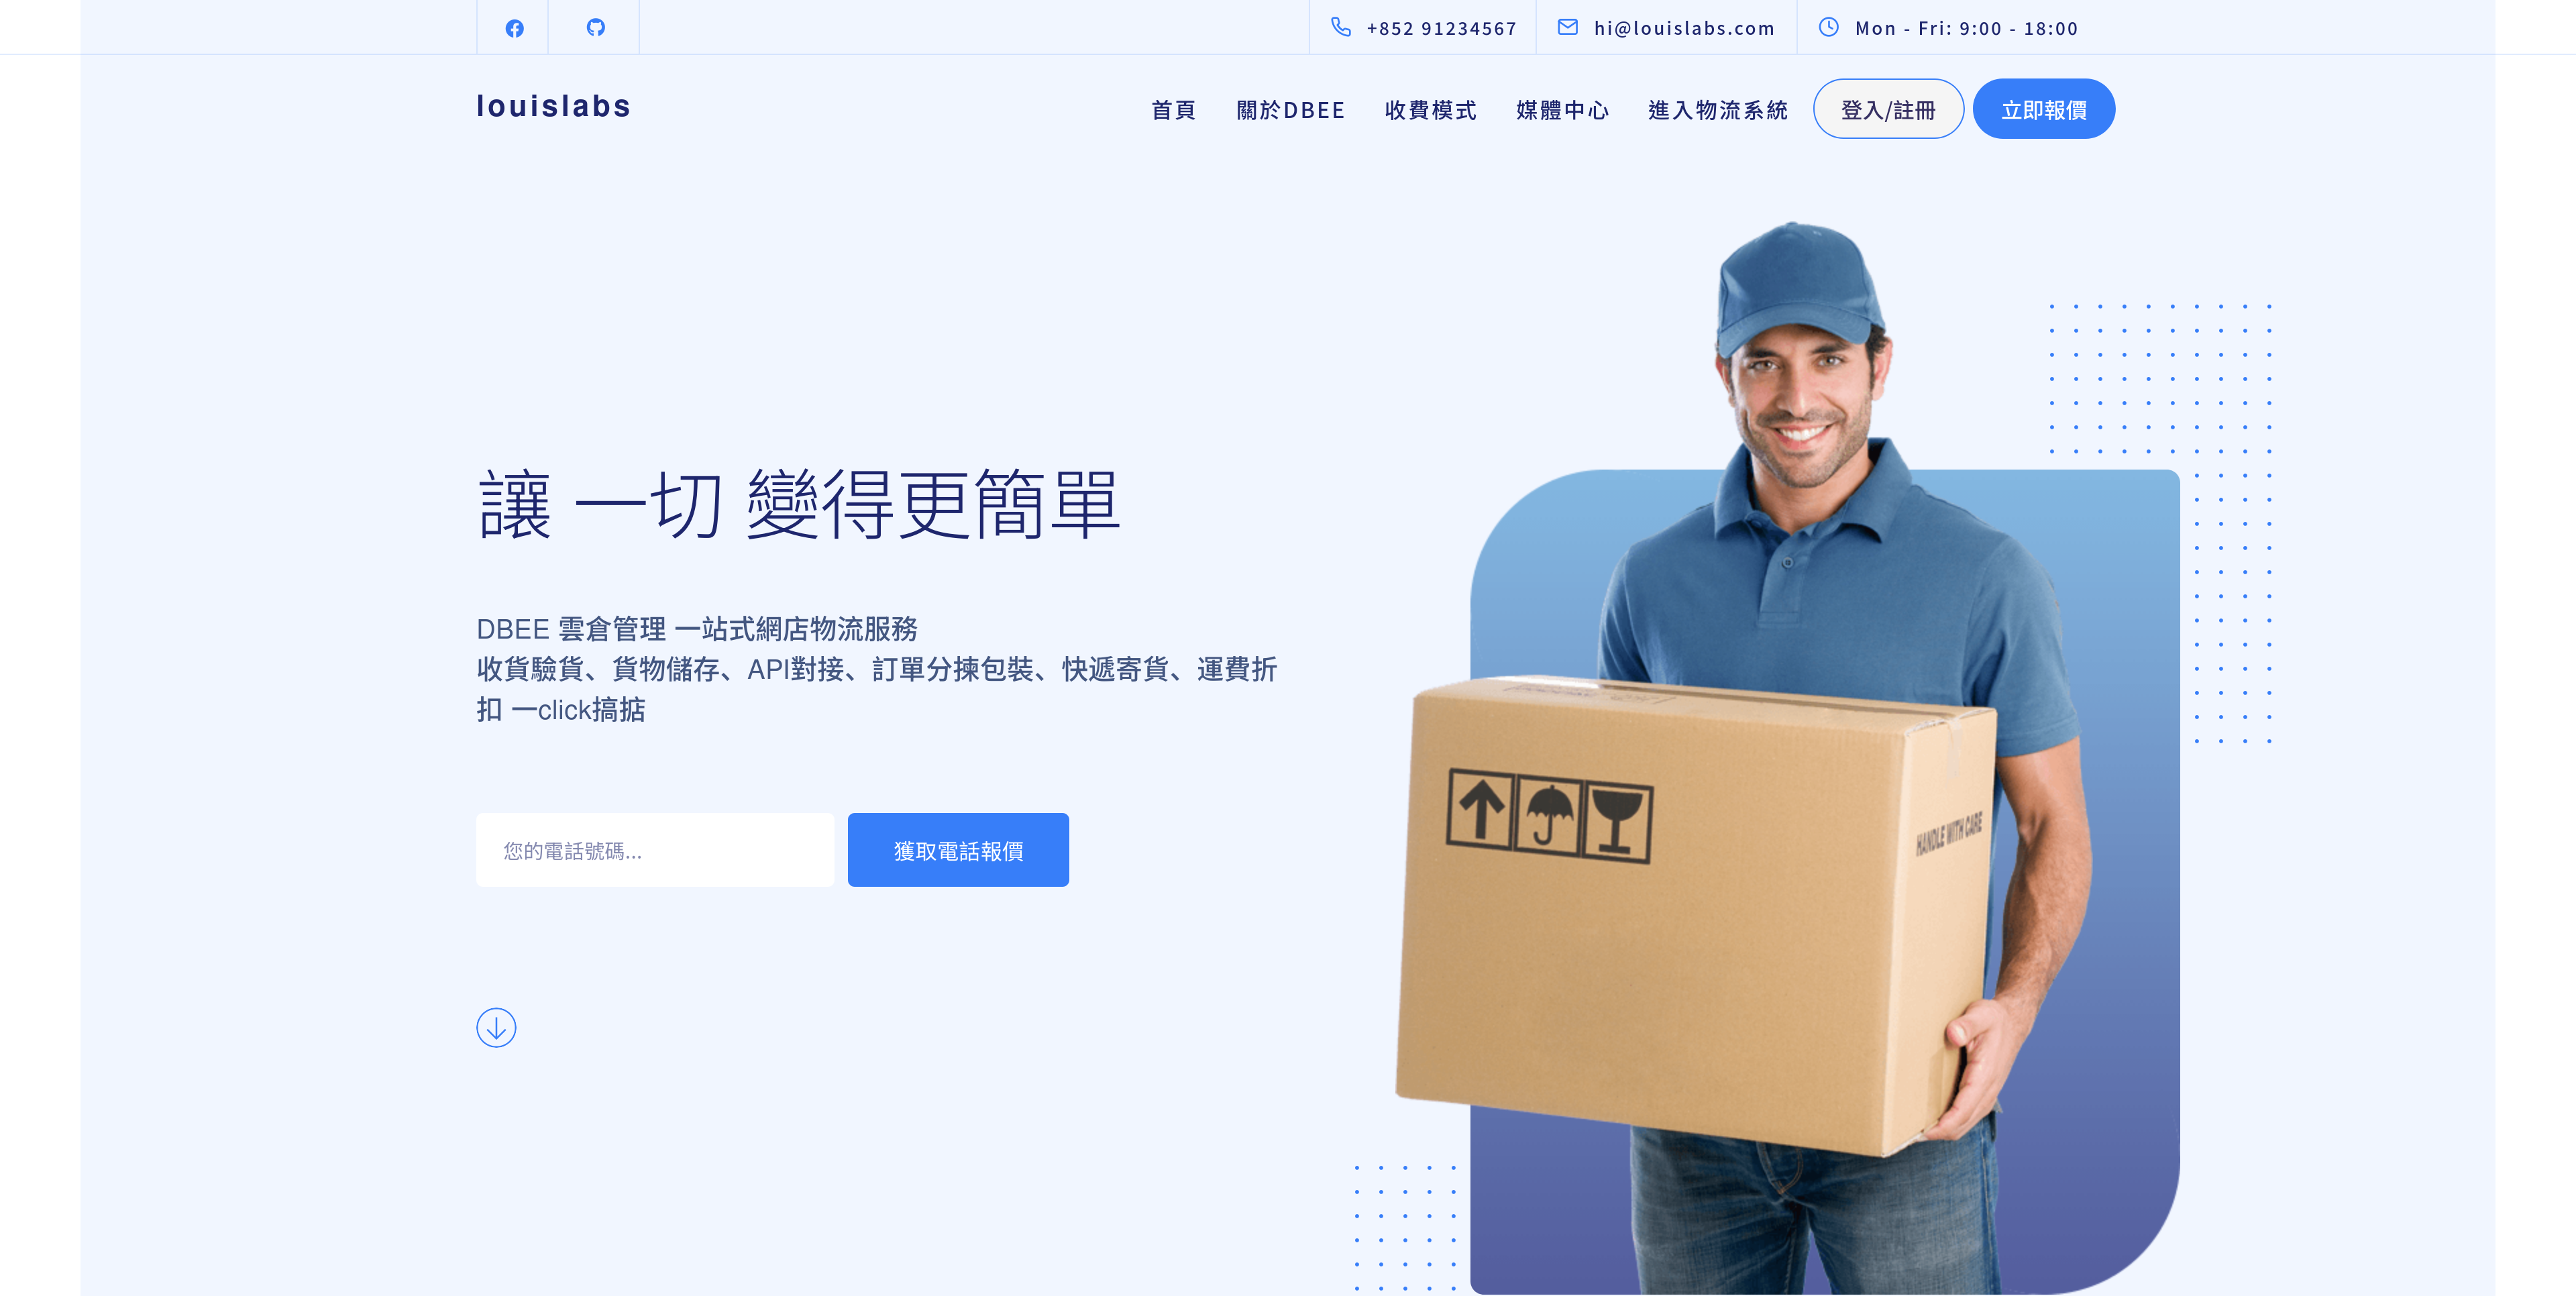 +852 91234567
hi@louislabs.com
Mon - Fri: 9:00 - 18:00
louislabs
首頁
關於DBEE
收費模式
媒體中心
進入物流系統
登入/註冊
立即報價
讓 一切 變得更簡單
DBEE 雲倉管理 一站式網店物流服務
收貨驗貨、貨物儲存、API對接、訂單分揀包裝、快遞寄貨、運費折
扣 一click搞掂
您的電話號碼...
獲取電話報價
HANDLE WITH CARE